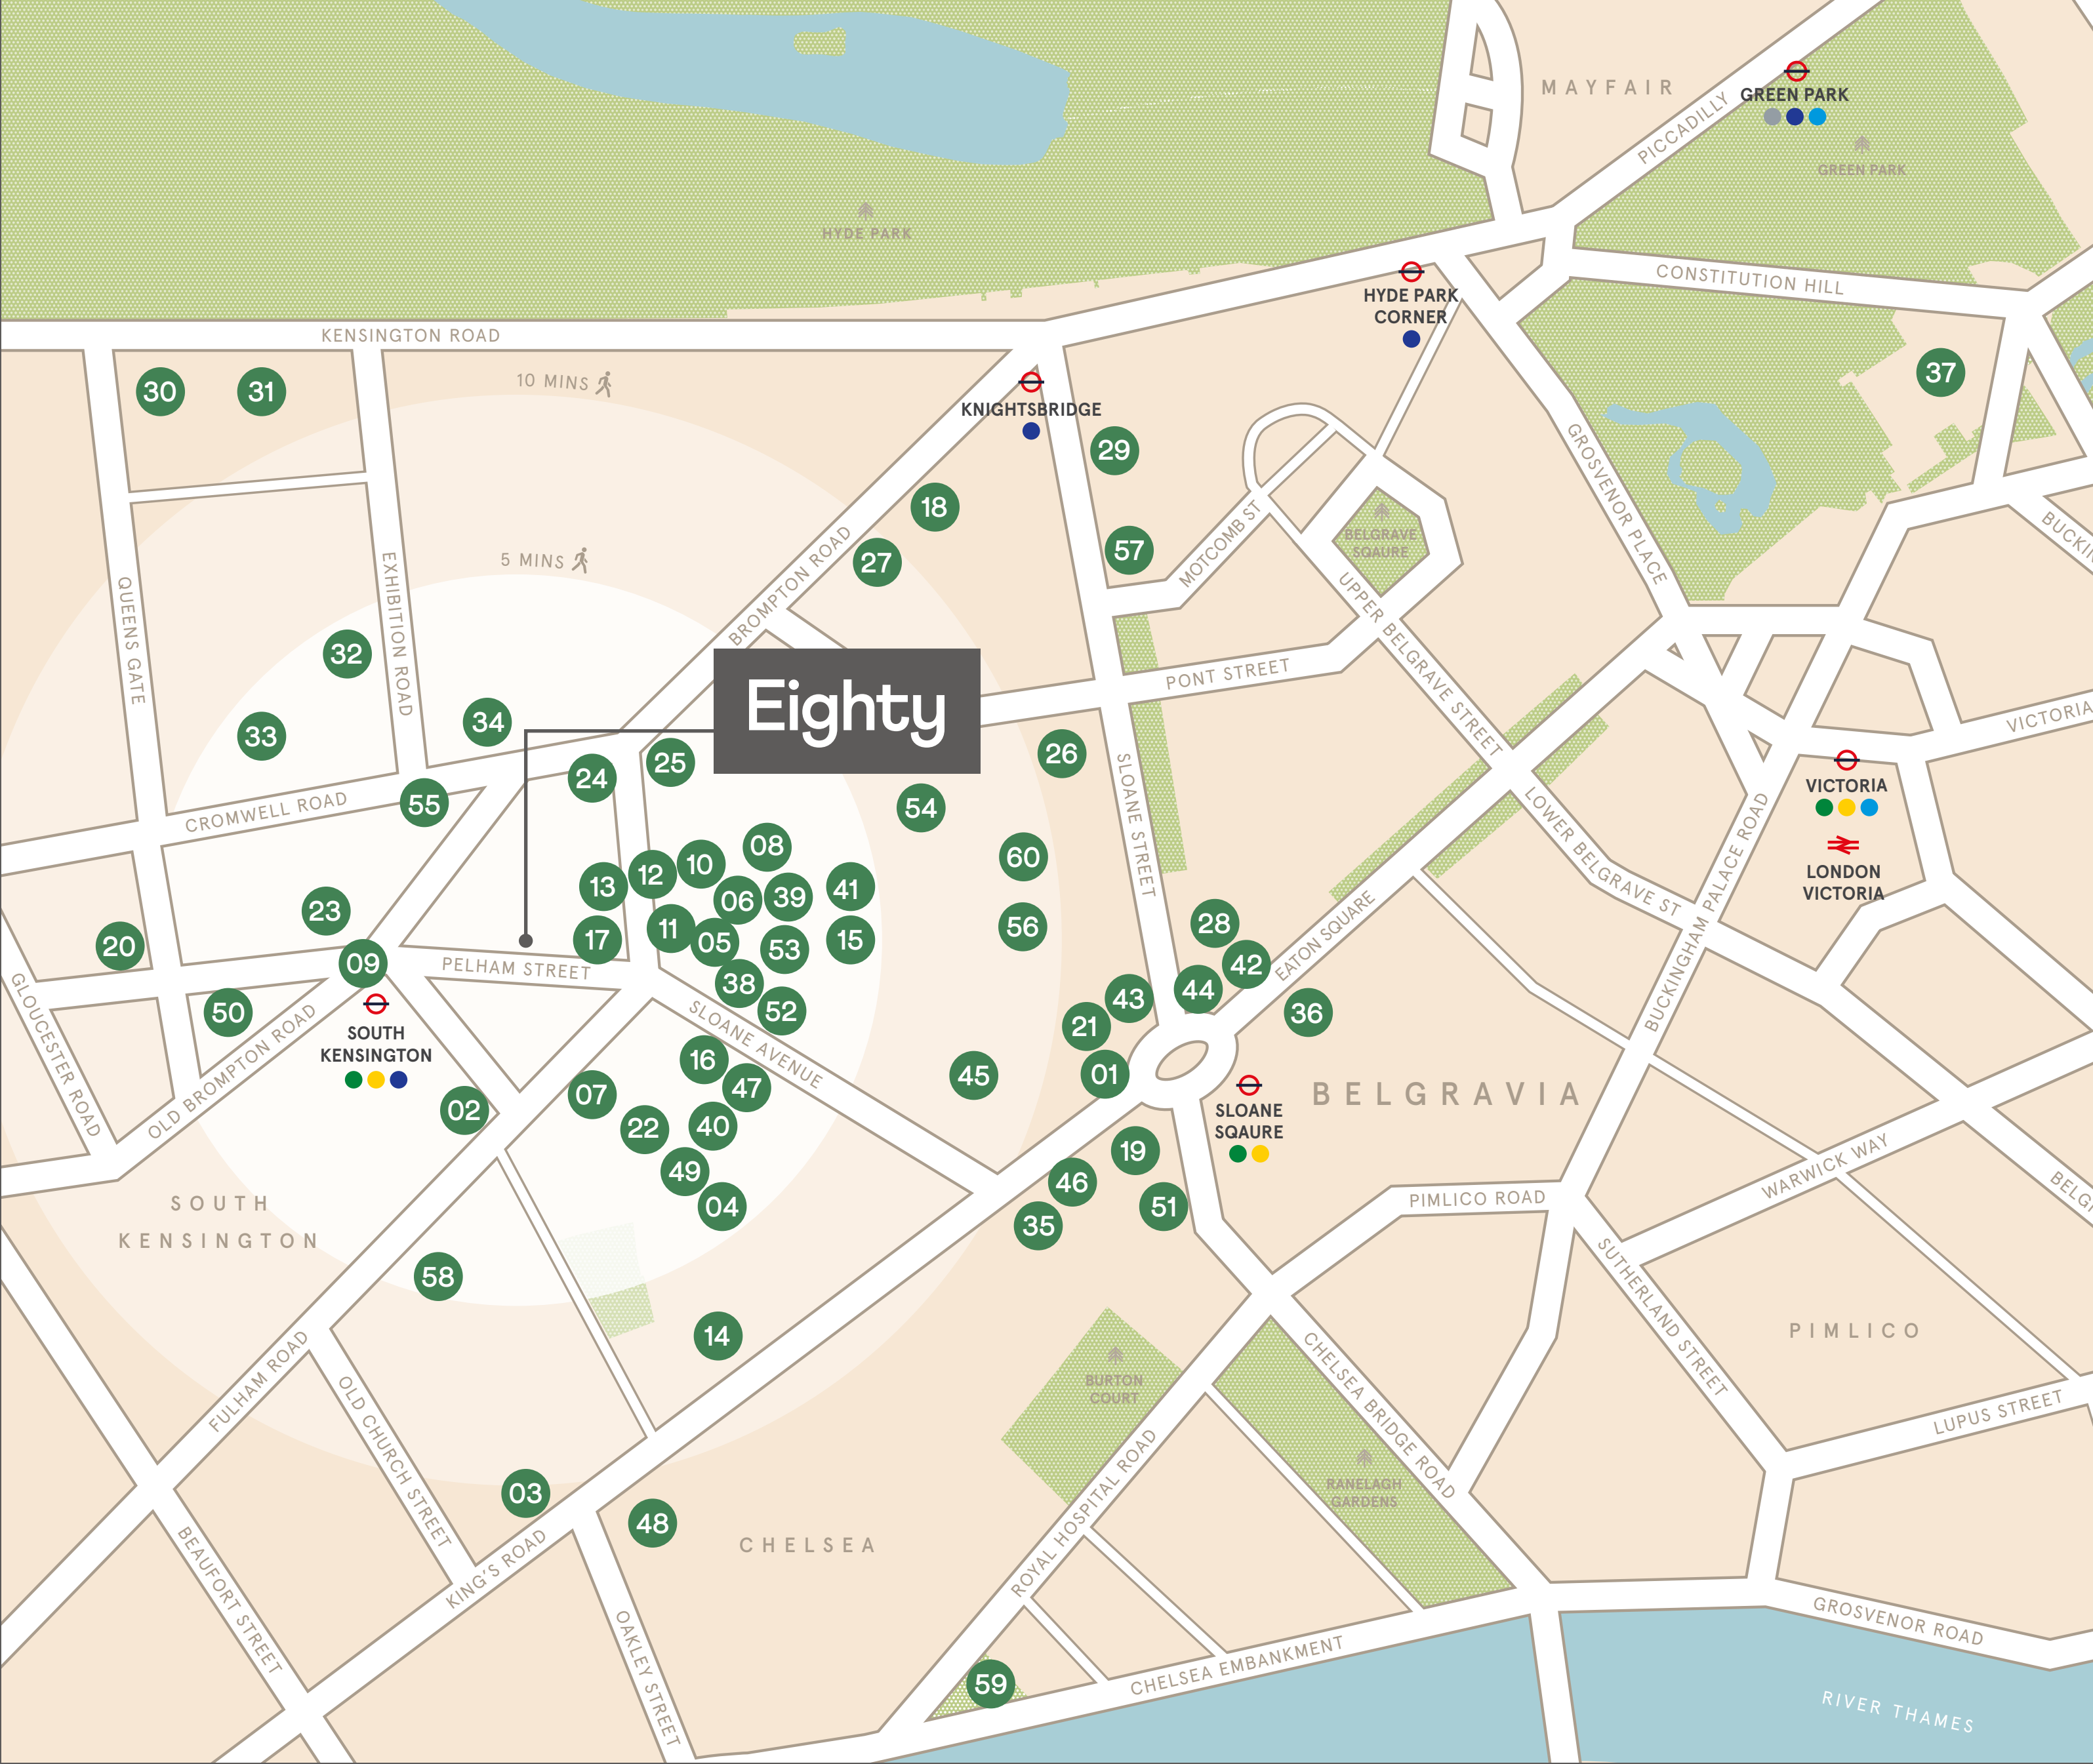 MAYFAIR
GREEN PARK
PICCADILLY
GREEN PARK
HYDE PARK
CONSTITUTION HILL
HYDE PARK
CORNER
KENSINGTON ROAD
37
30
31
10 MINS
KNIGHTSBRIDGE
29
GROSVENOR PLACE
18
MOTCOMB ST
BELGRAVE
SQAURE
BUCKIN
5 MINS
27
57
BROMPTON ROAD
QUEENS GATE
EXHIBITION ROAD
32
UPPER BELGRAVE STREET
PONT STREET
33
34
Eighty
VICTORIA
25
26
24
SLOANE STREET
VICTORIA
CROMWELL ROAD
55
54
LOWER BELGRAVE ST
BUCKINGHAM PALACE ROAD
LONDON
VICTORIA
08
60
10
12
13
41
39
06
23
28
56
11
17
05
15
53
20
EATON SQUARE
09
PELHAM STREET
42
38
44
43
50
52
36
21
GLOUCESTER ROAD
OLD BROMPTON ROAD
SOUTH
KENSINGTON
SLOANE AVENUE
16
45
01
47
07
02
BELGRAVIA
SLOANE
SQAURE
22
40
19
49
46
WARWICK WAY
04
51
PIMLICO ROAD
35
BELG
SOUTH
KENSINGTON
58
SUTHERLAND STREET
14
PIMLICO
FULHAM ROAD
OLD CHURCH STREET
BURTON
COURT
CHELSEA BRIDGE ROAD
LUPUS STREET
03
48
RANELAGH
GARDENS
CHELSEA
ROYAL HOSPITAL ROAD
KING'S ROAD
BEAUFORT STREET
OAKLEY STREET
GROSVENOR ROAD
59
CHELSEA EMBANKMENT
RIVER THAMES